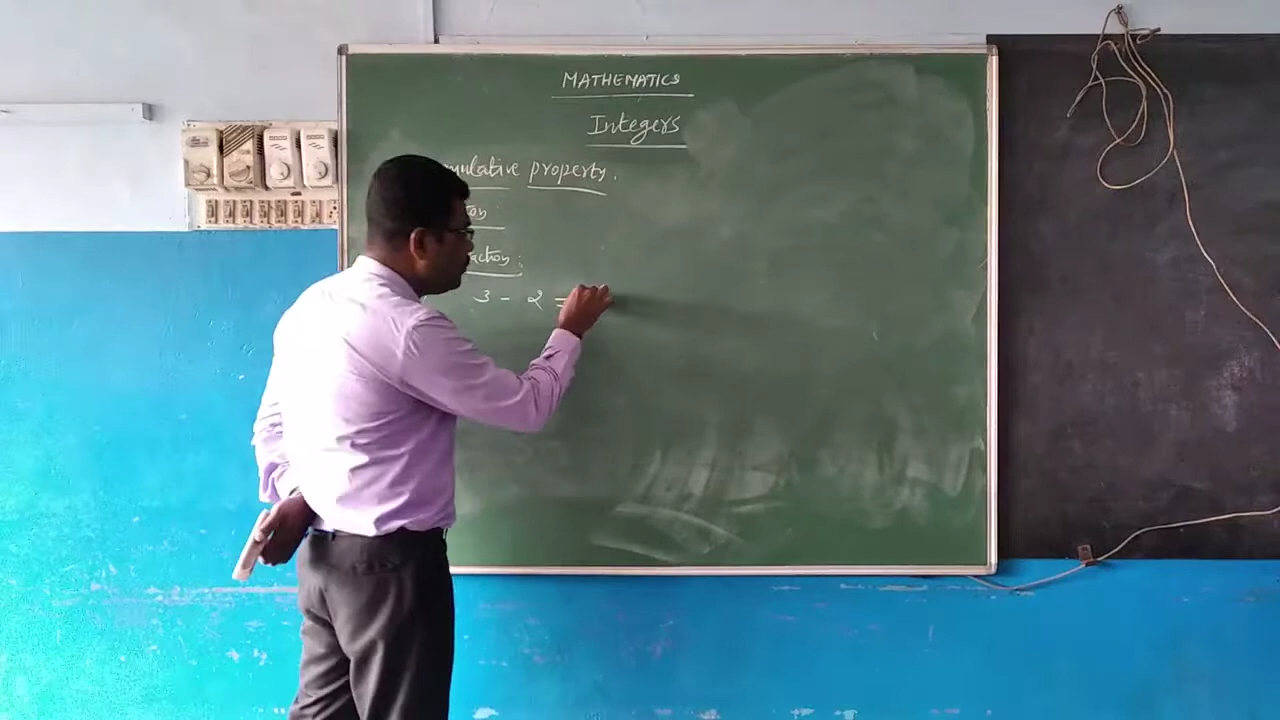 MATHEMATICS
Integers
mulative property.
tion:
action:
3 - 2 =